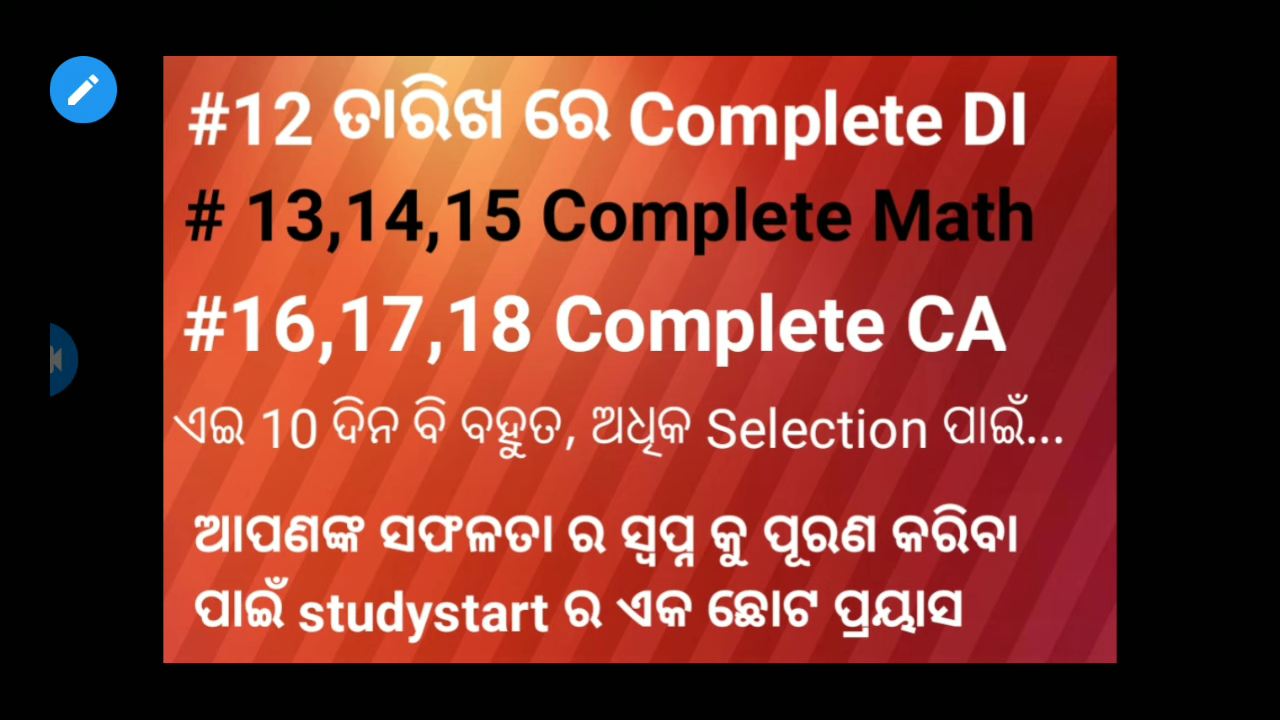 #12 ତାରିଖ ରେ Complete DI
# 13,14,15 Complete Math
#16,17,18 Complete CA
ଏଇ 10 ଦିନ ବି ବହୁତ, ଅଧିକ Selection ପାଇଁ...
ଆପଣଙ୍କ ସଫଳତା ର ସ୍ୱପ୍ନ କୁ ପୂରଣ କରିବା
ପାଇଁ studystart ର ଏକ ଛୋଟ ପ୍ରୟାସ